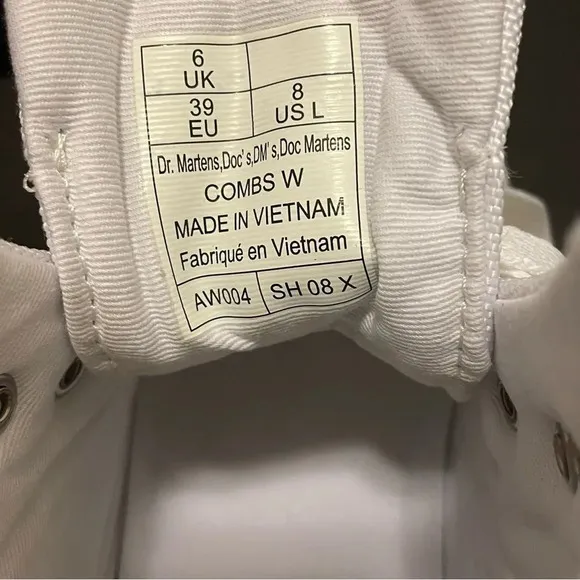 6
UK
39
EU
8
US L
Dr. Martens,Doc's,DM's,Doc Martens
COMBS W
MADE IN VIETNAM
Fabriqué en Vietnam
AW004
SH 08 X